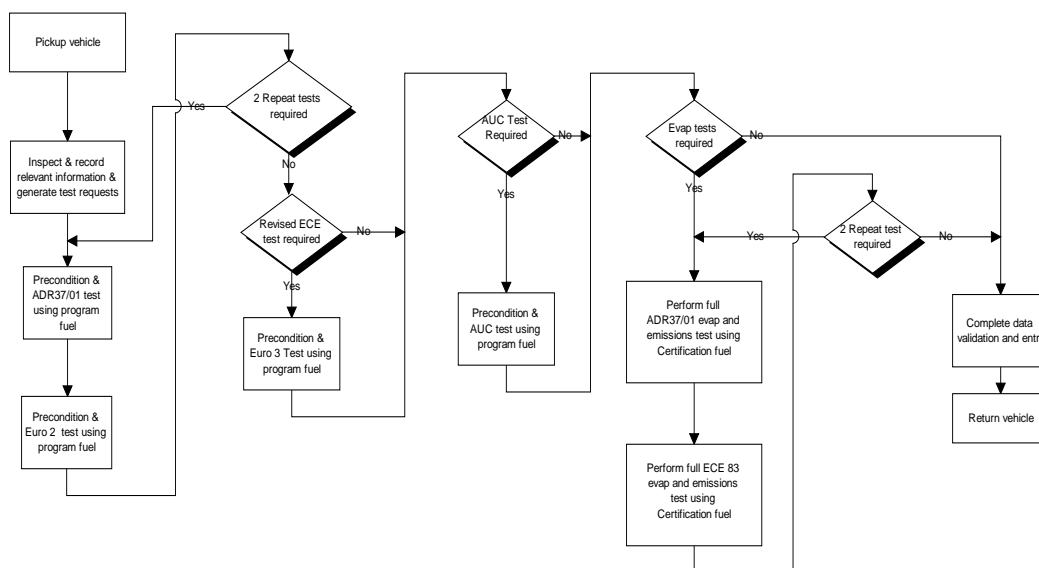 Pickup vehicle
Inspect & record
relevant information &
generate test requests
Precondition &
ADR37/01 test
using program
fuel
Precondition &
Euro 2 test using
program fuel
2 Repeat tests
required
Yes
No
Revised ECE
test required
No
Yes
Precondition &
Euro 3 Test using
program fuel
AUC Test
Required
No
Yes
Precondition &
AUC test using
program fuel
Evap tests
required
No
Yes
2 Repeat test
required
Yes
No
Perform full
ADR37/01 evap and
emissions test using
Certification fuel
Perform full ECE 83
evap and emissions
test using
Certification fuel
Complete data
validation and entr
Return vehicle